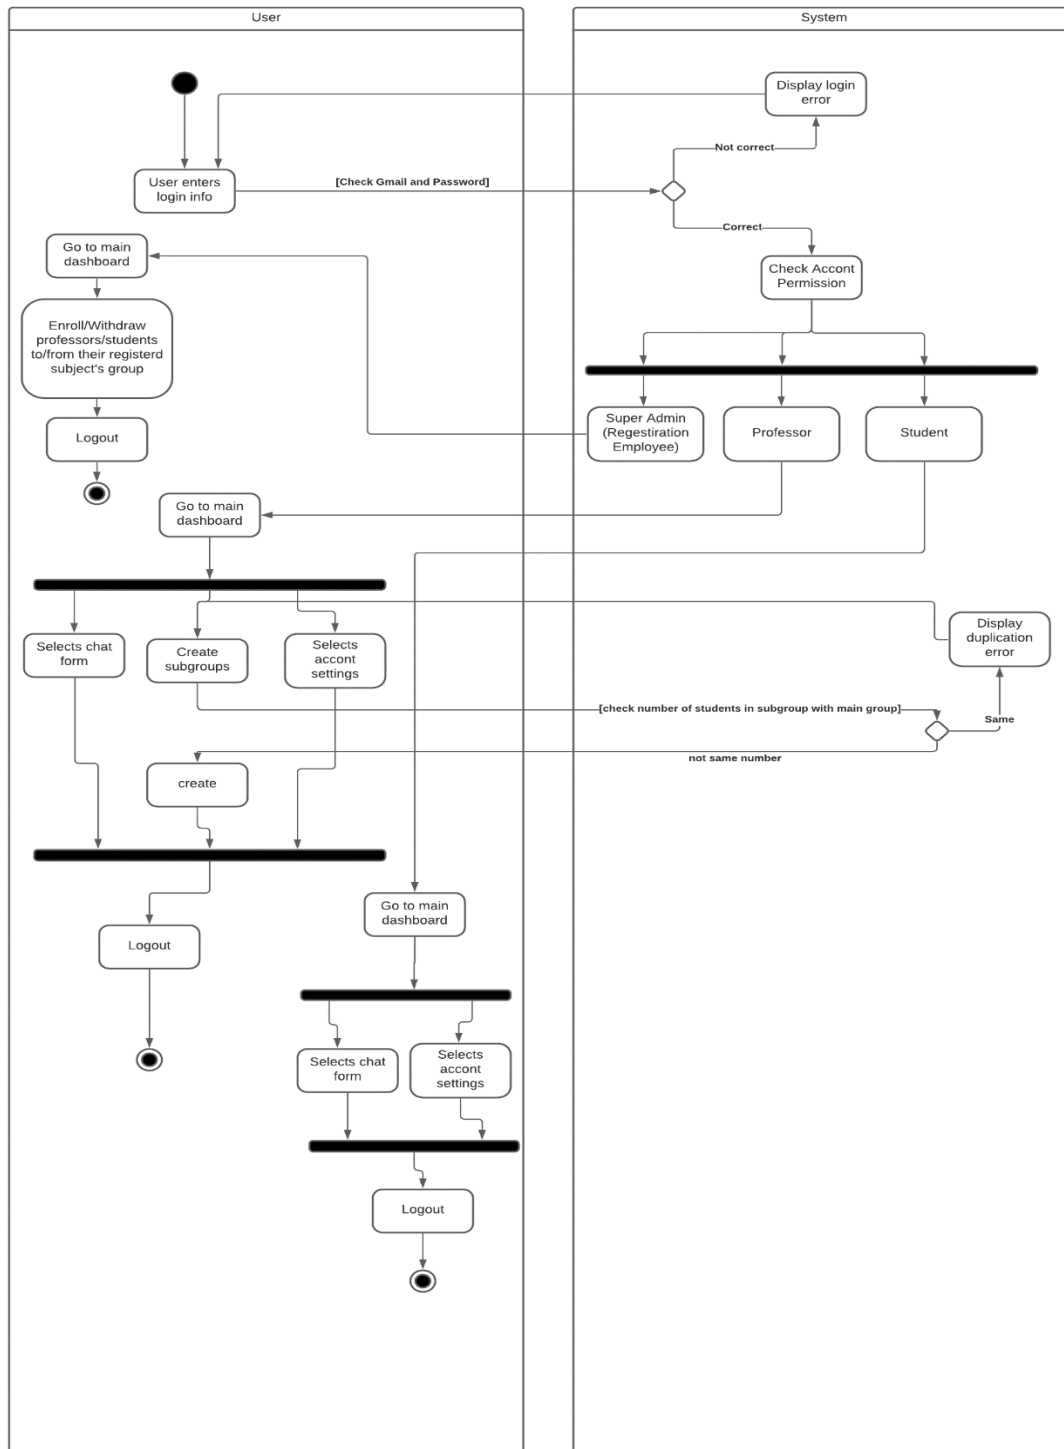 User
System
Display login
error
Not correct
User enters
login info
[Check Gmail and Password]
Correct
Go to main
dashboard
Check Accont
Permission
Enroll/Withdraw
professors/students
to/from their registerd
subject's group
Logout
Super Admin
(Regestiration
Employee)
Professor
Student
Go to main
dashboard
Selects chat
form
Create
subgroups
Selects
accont
settings
Display
duplication
error
[check number of students in subgroup with main group]
Same
not same number
create
Go to main
dashboard
Logout
Selects chat
form
Selects
accont
settings
Logout